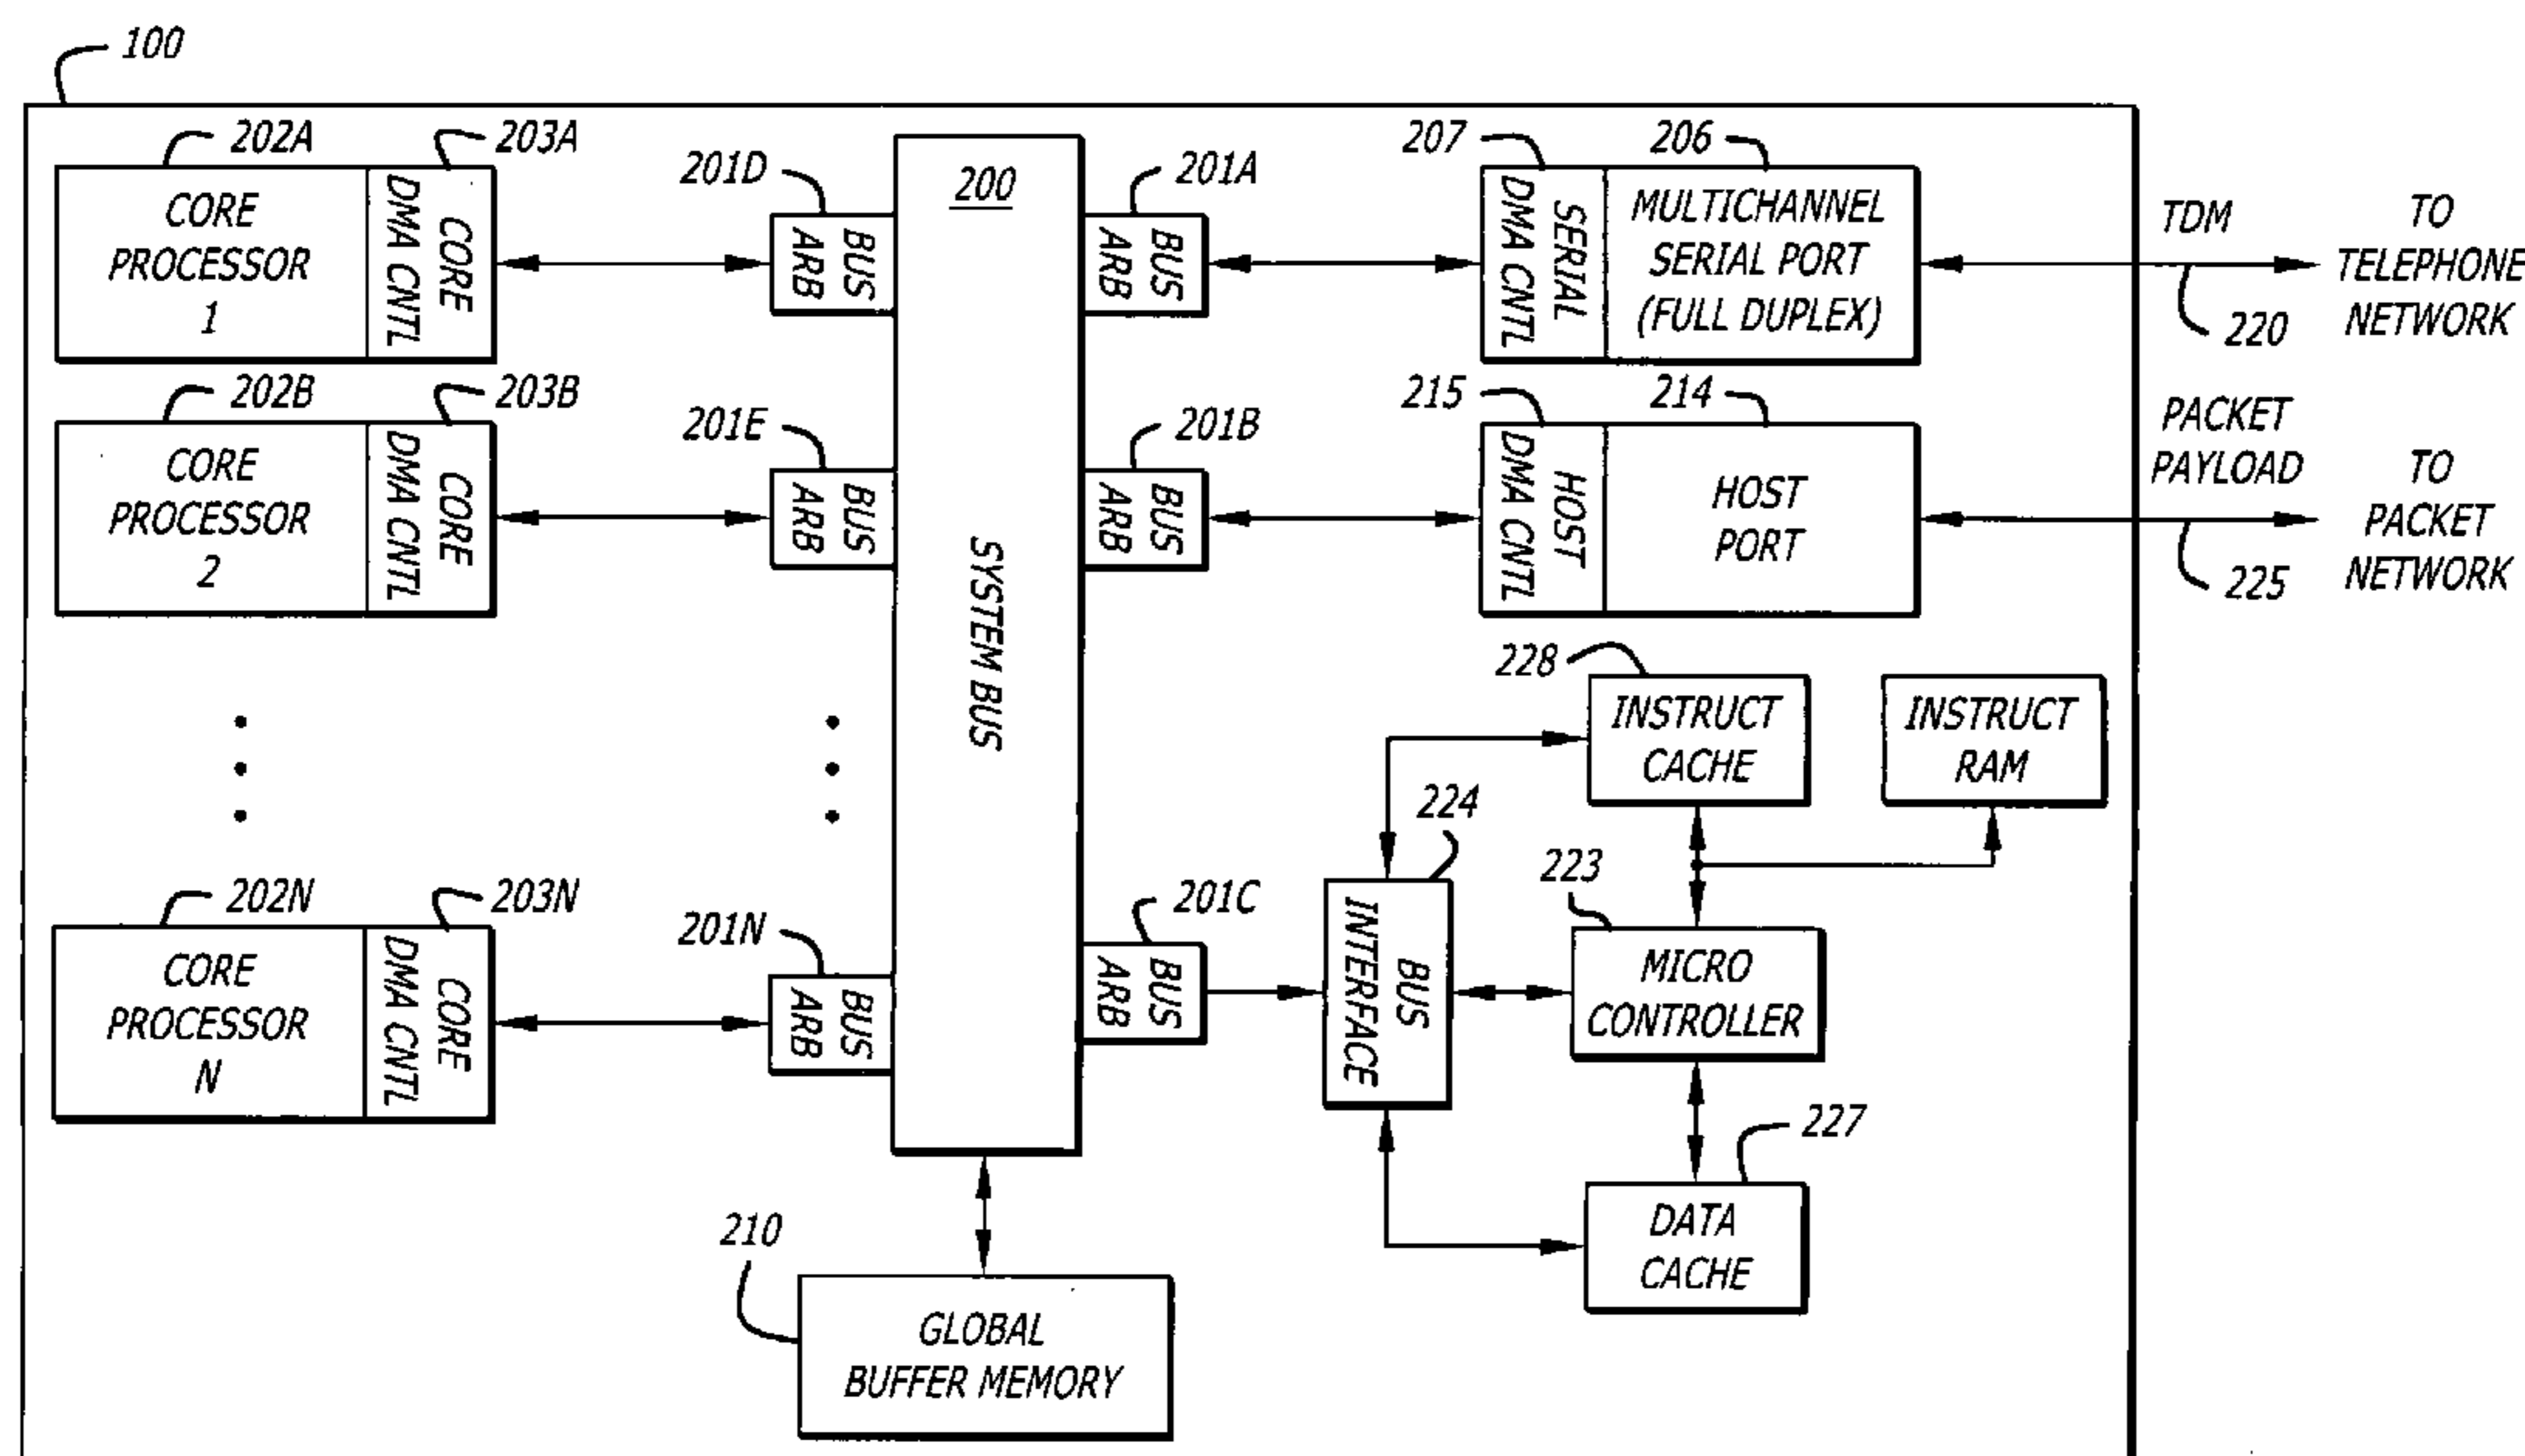 100
202A
203A
CORE
PROCESSOR
1
CORE
DMA CNTL
201D
BUS
ARB
200
SYSTEM BUS
201A
BUS
ARB
207
206
SERIAL
DMA CNTL
MULTICHANNEL
SERIAL PORT
(FULL DUPLEX)
TDM
220
TO
TELEPHONE
NETWORK
202B
203B
CORE
PROCESSOR
2
CORE
DMA CNTL
201E
BUS
ARB
201B
BUS
ARB
215
214
HOST
DMA CNTL
HOST
PORT
PACKET
PAYLOAD
225
TO
PACKET
NETWORK
228
INSTRUCT
CACHE
INSTRUCT
RAM
224
BUS
INTERFACE
223
MICRO
CONTROLLER
202N
203N
CORE
PROCESSOR
N
CORE
DMA CNTL
201N
BUS
ARB
201C
BUS
ARB
227
DATA
CACHE
210
GLOBAL
BUFFER MEMORY